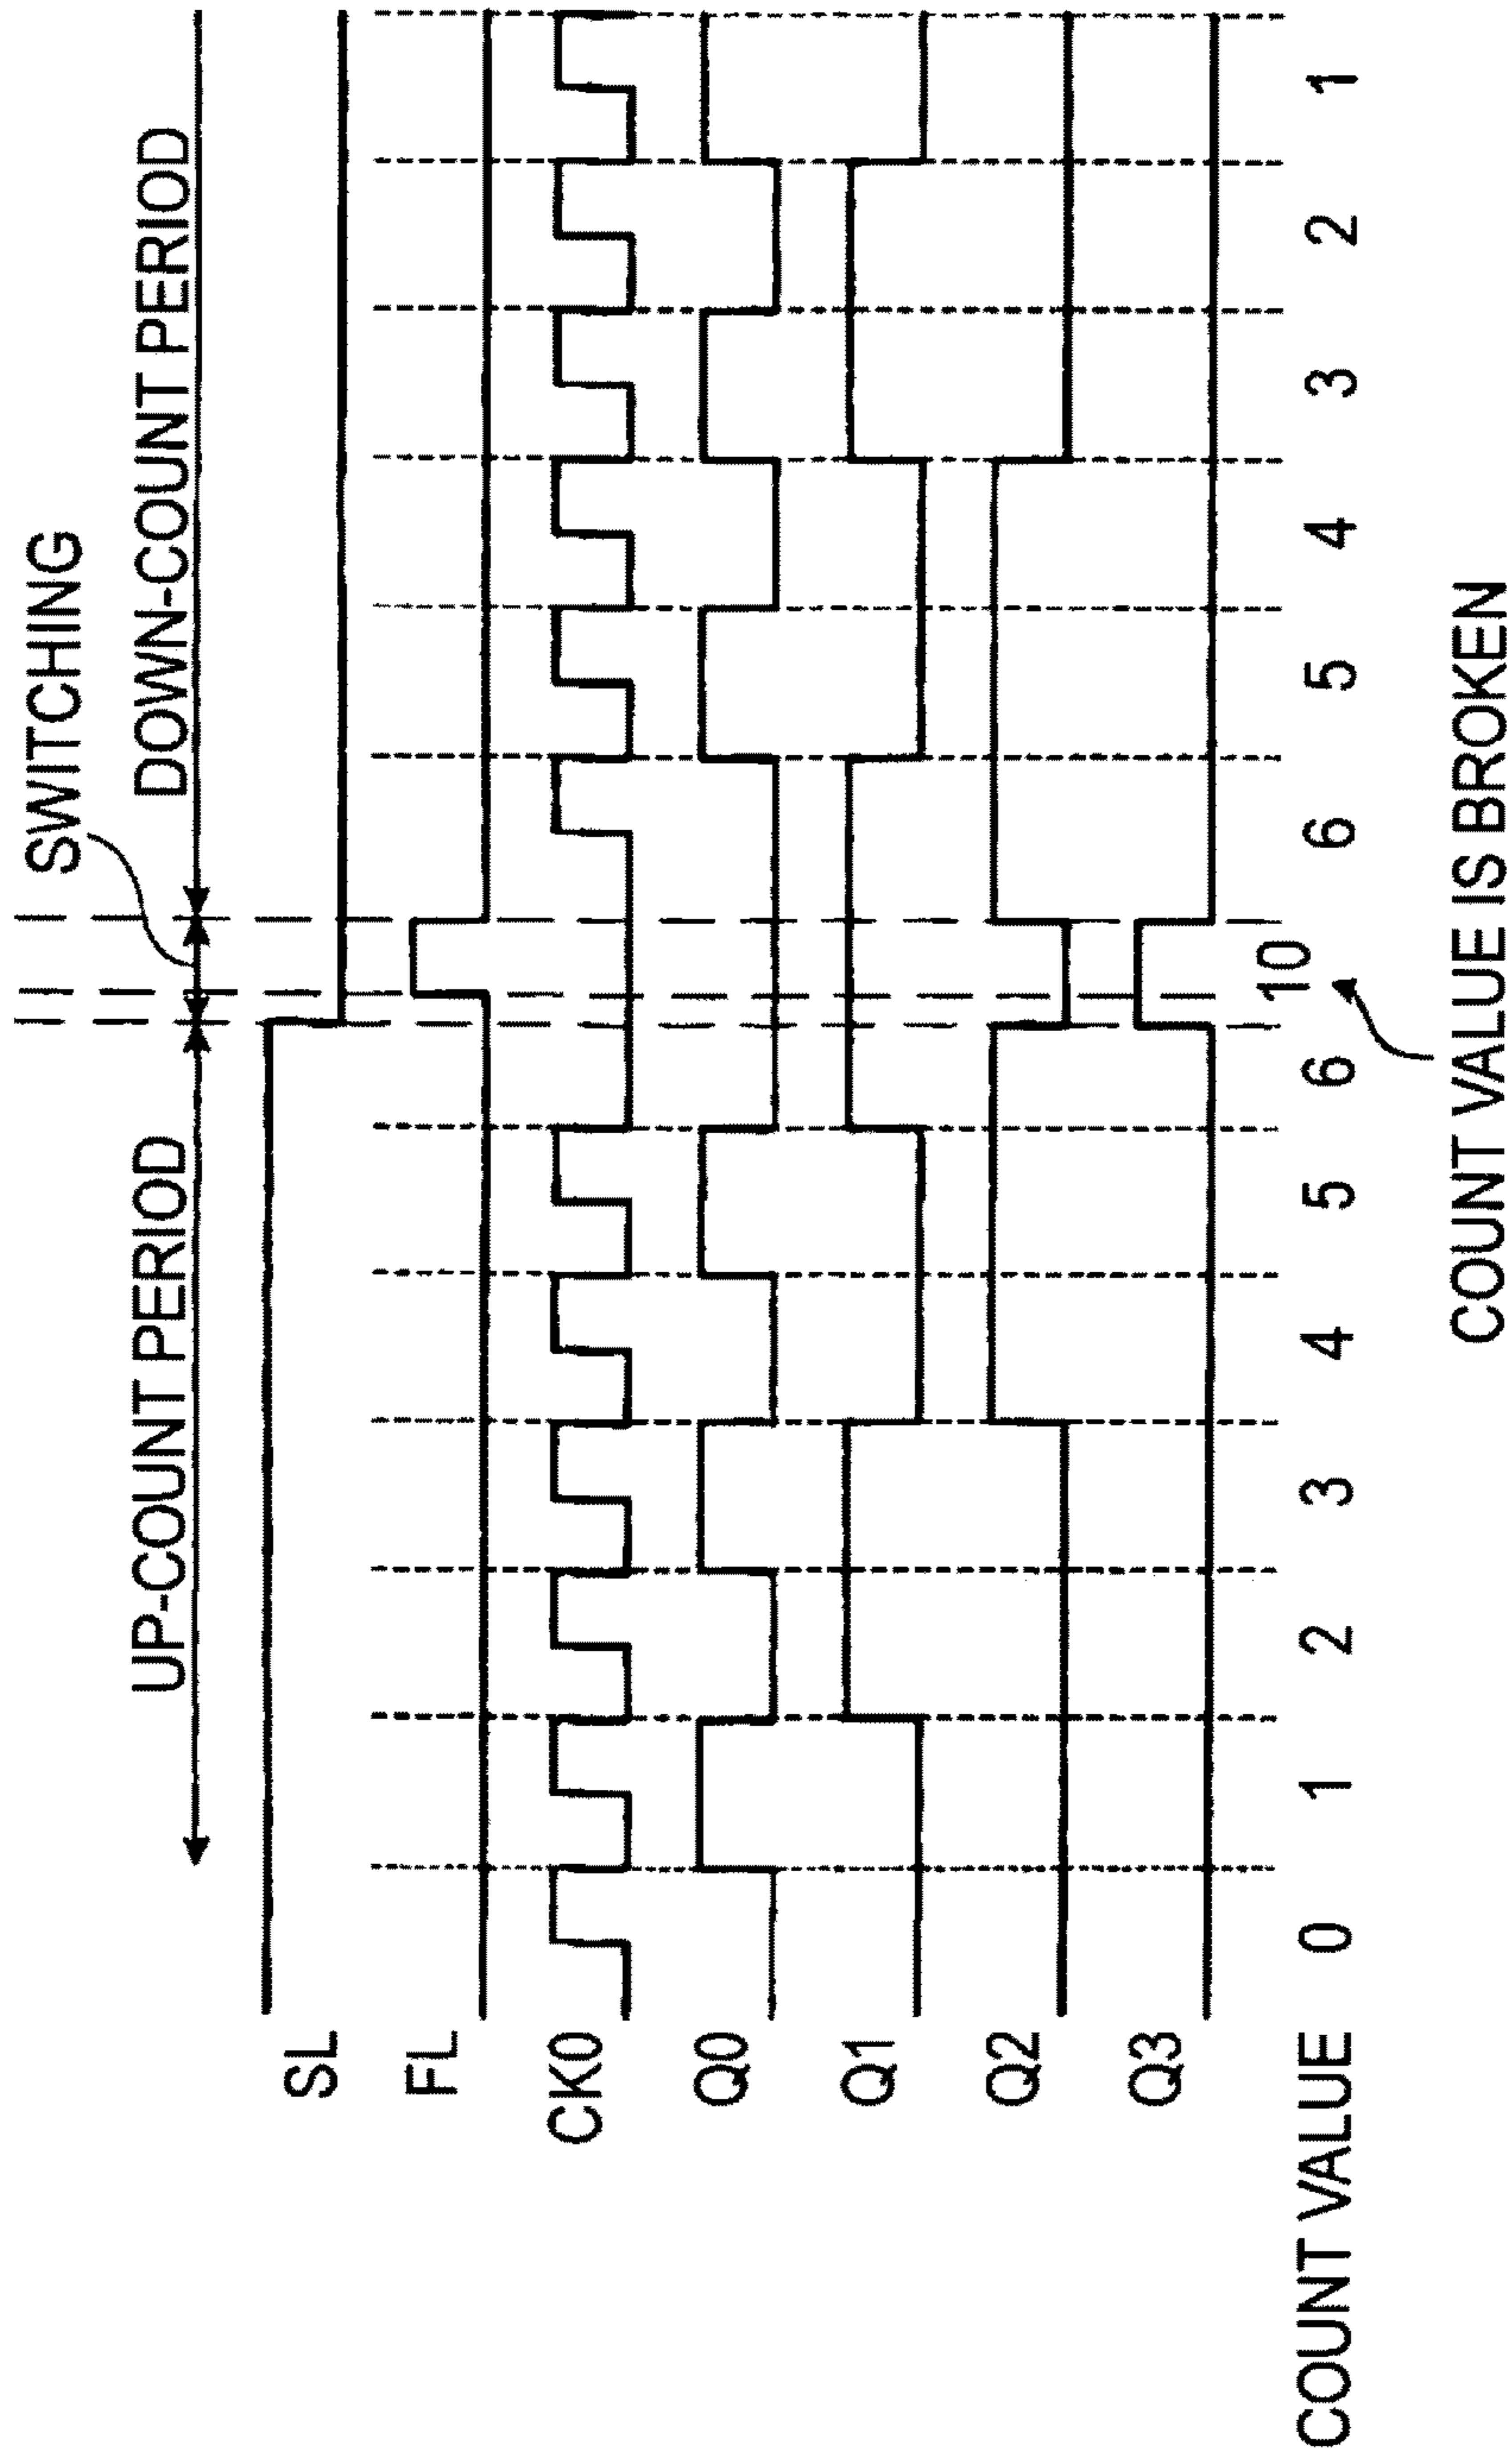 SWITCHING
UP-COUNT PERIOD
DOWN-COUNT PERIOD
SL
FL
CK0
Q0
Q1
Q2
Q3
COUNT VALUE 0 1 2 3 4 5 6 10 6 5 4 3 2 1
COUNT VALUE IS BROKEN